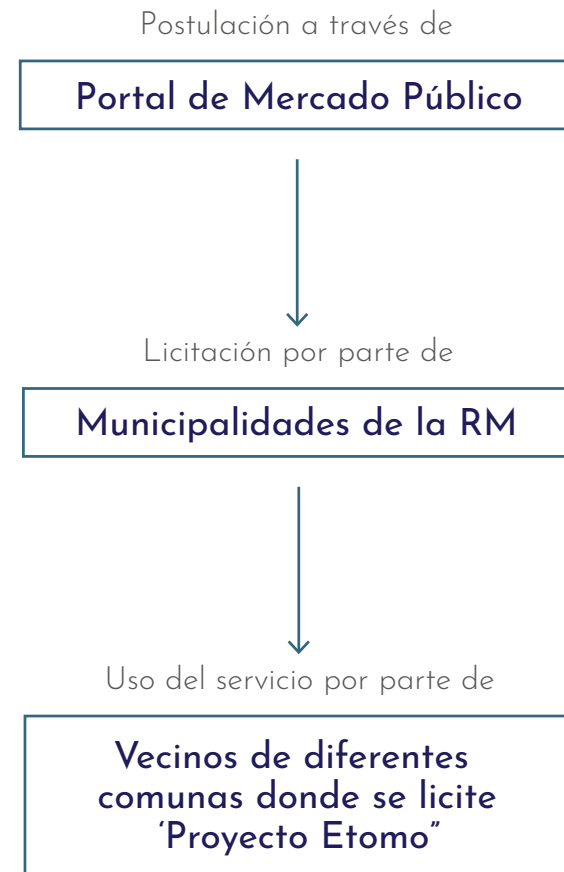 Postulación a través de
Portal de Mercado Público
Licitación por parte de
Municipalidades de la RM
Uso del servicio por parte de
Vecinos de diferentes
comunas donde se licite
‘Proyecto Etomo”